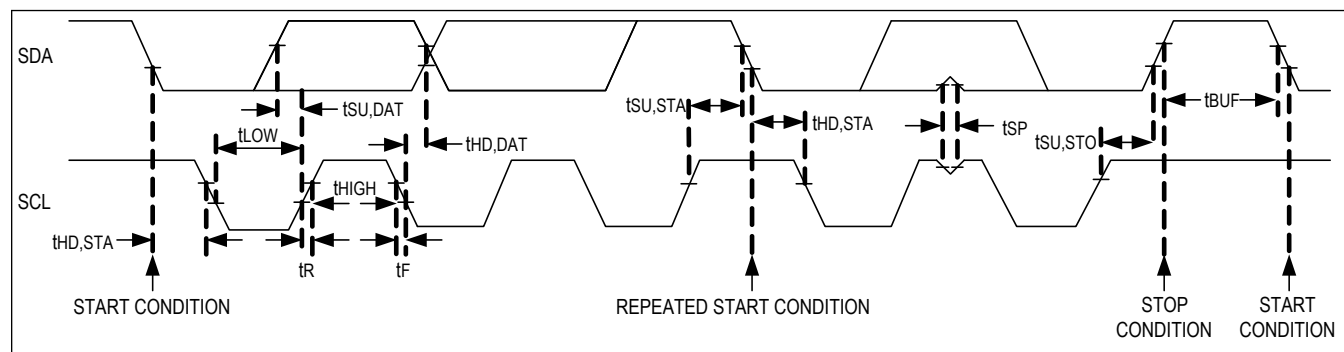 SDA
tSU,DAT
tSU,STA
tBUF
tLOW
tHD,DAT
tHD,STA
tSP
tSU,STO
SCL
tHIGH
tHD,STA
tR
tF
START CONDITION
REPEATED START CONDITION
STOP
CONDITION
START
CONDITION